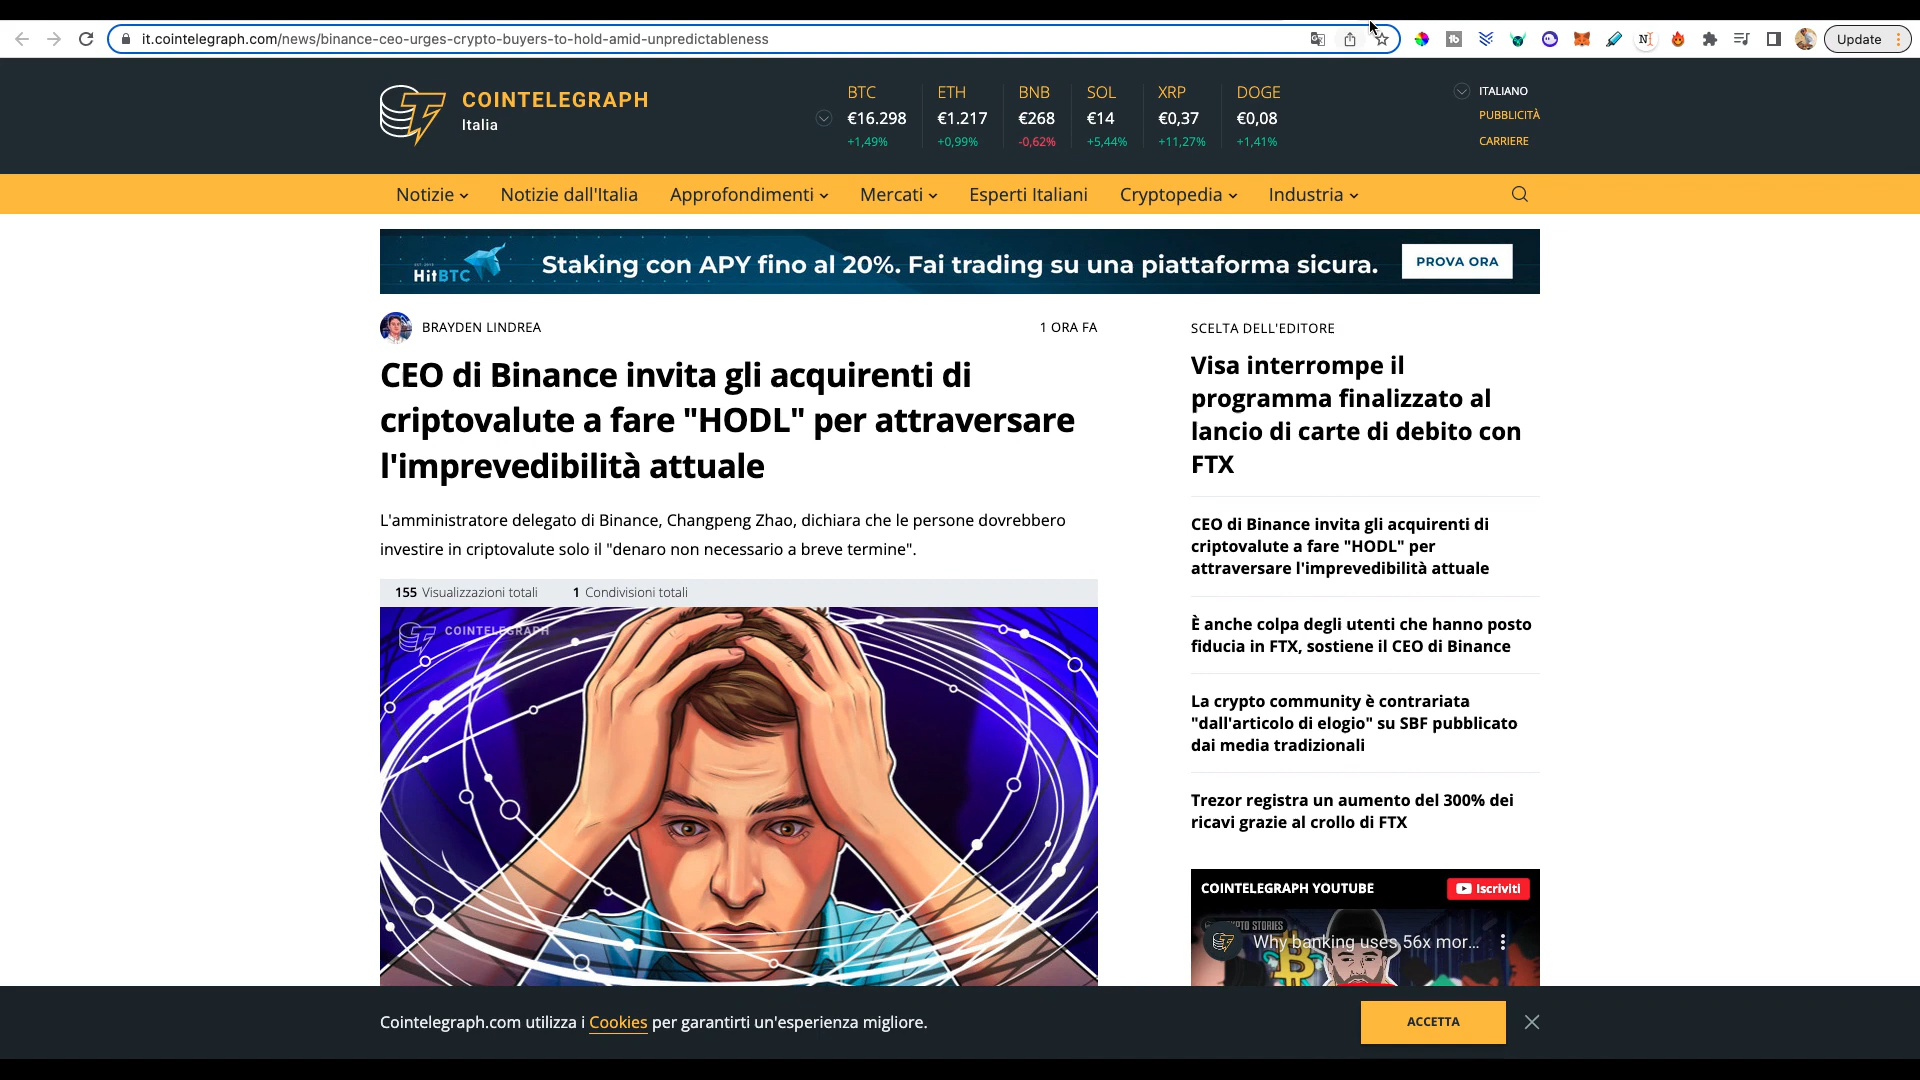 it.cointelegraph.com/news/binance-ceo-urges-crypto-buyers-to-hold-amid-unpredictableness
Update
COINTELEGRAPH
Italia
BTC ETH BNB SOL XRP DOGE
€16.298 €1.217 €268 €14 €0,37 €0,08
+1,49% +0,99% -0,62% +5,44% +11,27% +1,41%
ITALIANO
PUBBLICITÀ
CARRIERE
Notizie Notizie dall'Italia Approfondimenti Mercati Esperti Italiani Cryptopedia Industria
HitBTC
Staking con APY fino al 20%. Fai trading su una piattaforma sicura.
PROVA ORA
BRAYDEN LINDREA
1 ORA FA
CEO di Binance invita gli acquirenti di
criptovalute a fare "HODL" per attraversare
l'imprevedibilità attuale
L'amministratore delegato di Binance, Changpeng Zhao, dichiara che le persone dovrebbero
investire in criptovalute solo il "denaro non necessario a breve termine".
155 Visualizzazioni totali 1 Condivisioni totali
COINTELEGRAPH
SCELTA DELL'EDITORE
Visa interrompe il
programma finalizzato al
lancio di carte di debito con
FTX
CEO di Binance invita gli acquirenti di
criptovalute a fare "HODL" per
attraversare l'imprevedibilità attuale
È anche colpa degli utenti che hanno posto
fiducia in FTX, sostiene il CEO di Binance
La crypto community è contrariata
"dall'articolo di elogio" su SBF pubblicato
dai media tradizionali
Trezor registra un aumento del 300% dei
ricavi grazie al crollo di FTX
COINTELEGRAPH YOUTUBE
Iscriviti
Why banking uses 56x mor...
Cointelegraph.com utilizza i Cookies per garantirti un'esperienza migliore.
ACCETTA